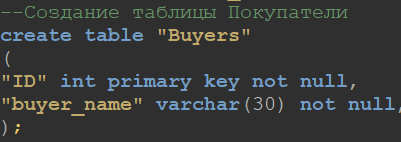 --Создание таблицы Покупатели
create table "Buyers"
(
"ID" int primary key not null,
"buyer_name" varchar(30) not null,
);